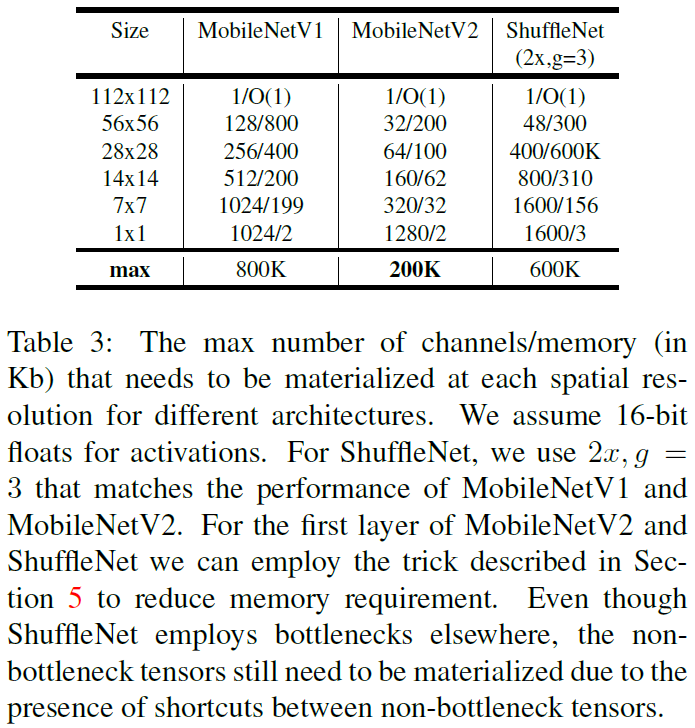 Size MobileNetV1 MobileNetV2 ShuffleNet
(2x,g=3)
112x112 1/O(1) 1/O(1) 1/O(1)
56x56 128/800 32/200 48/300
28x28 256/400 64/100 400/600K
14x14 512/200 160/62 800/310
7x7 1024/199 320/32 1600/156
1x1 1024/2 1280/2 1600/3
max 800K 200K 600K
Table 3: The max number of channels/memory (in
Kb) that needs to be materialized at each spatial res-
olution for different architectures. We assume 16-bit
floats for activations. For ShuffleNet, we use 2x, g =
3 that matches the performance of MobileNetV1 and
MobileNetV2. For the first layer of MobileNetV2 and
ShuffleNet we can employ the trick described in Sec-
tion 5 to reduce memory requirement. Even though
ShuffleNet employs bottlenecks elsewhere, the non-
bottleneck tensors still need to be materialized due to the
presence of shortcuts between non-bottleneck tensors.